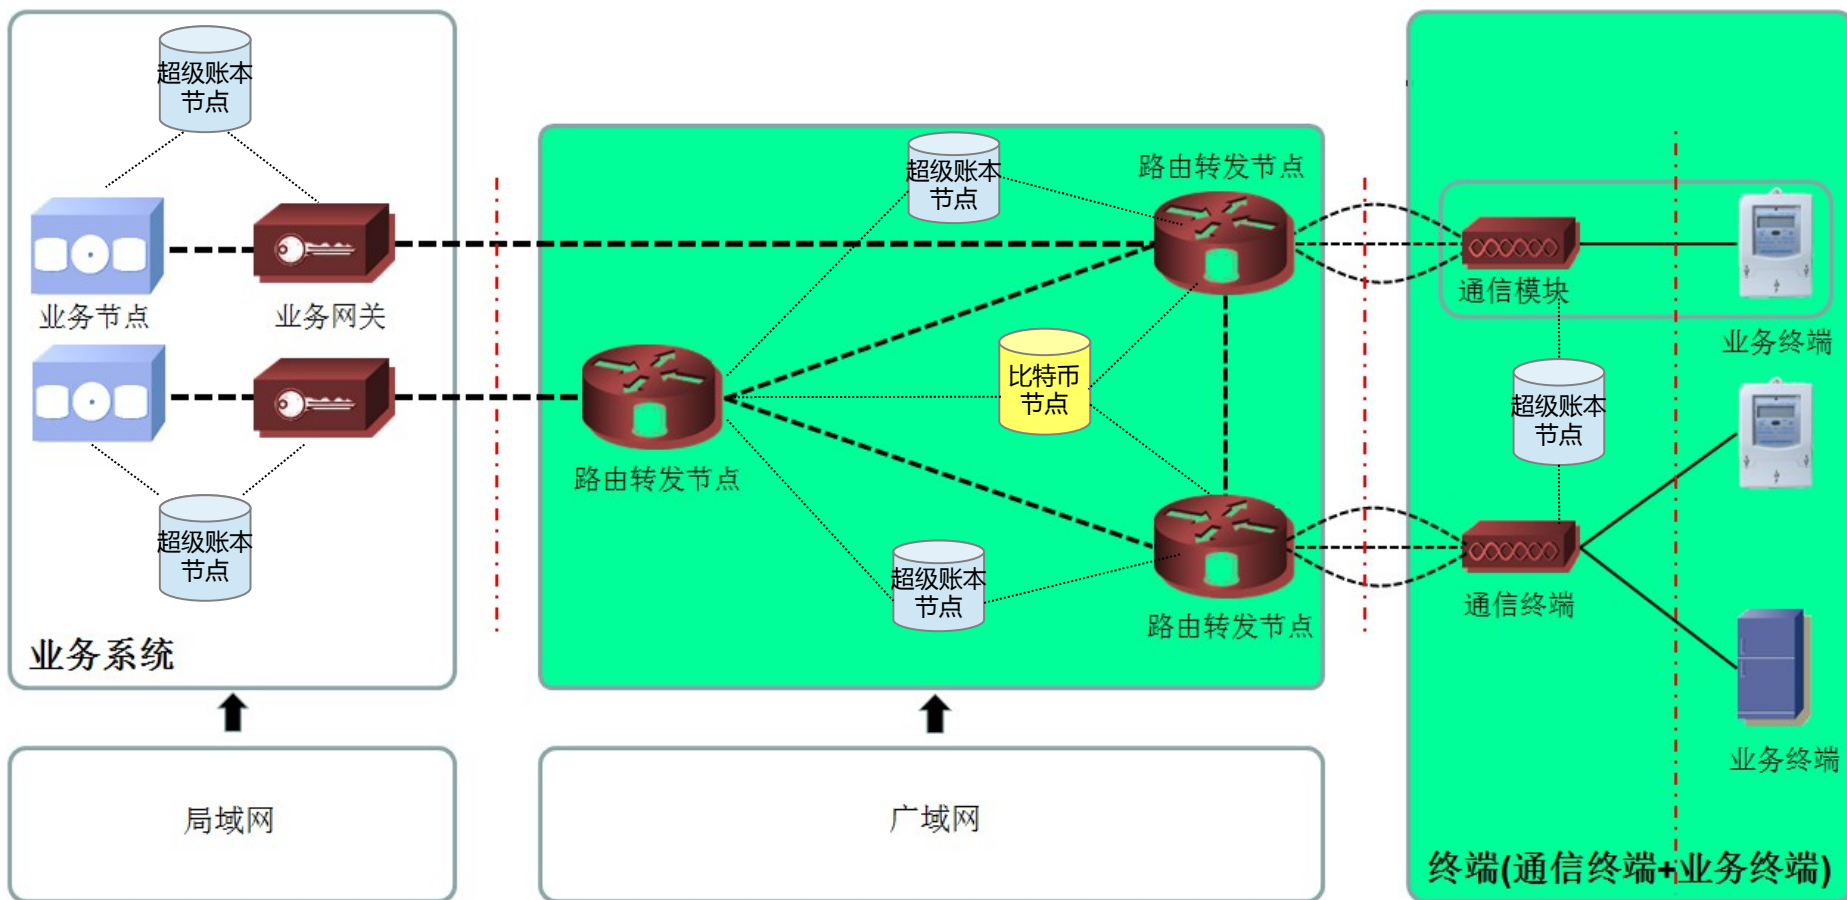 超级账本
节点
业务节点
业务网关
超级账本
节点
业务系统
局域网
超级账本
节点
路由转发节点
比特币
节点
路由转发节点
超级账本
节点
路由转发节点
广域网
通信模块
业务终端
超级账本
节点
通信终端
业务终端
终端(通信终端+业务终端)